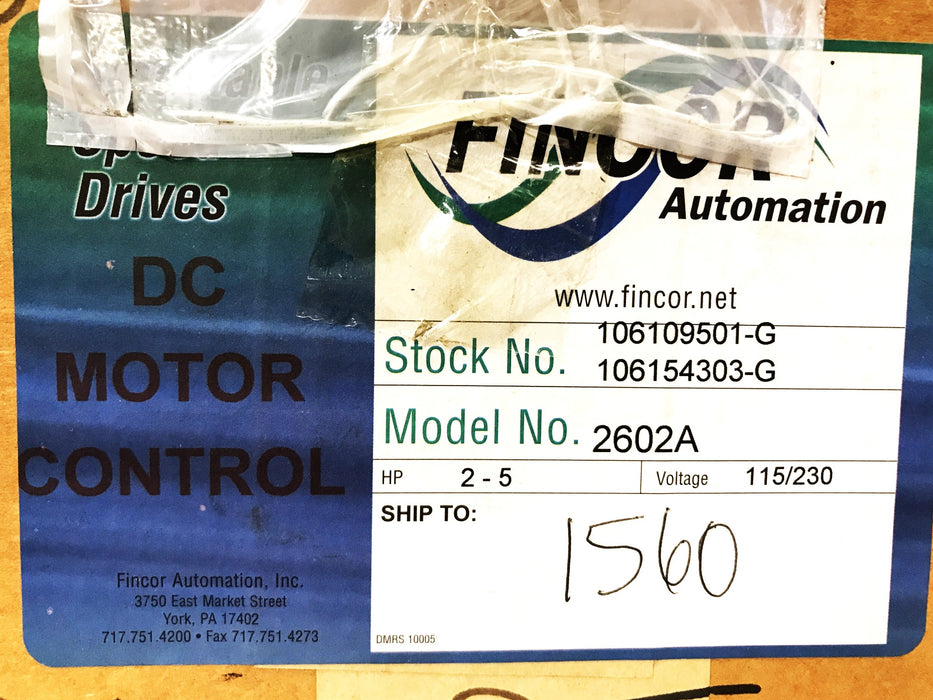 Speed
Drives
DC
MOTOR
CONTROL
Fincor Automation, Inc.
3750 East Market Street
York, PA 17402
717.751.4200 • Fax 717.751.4273
FINCOR
Automation
www.fincor.net
Stock No. 106109501-G
106154303-G
Model No. 2602A
HP 2 - 5 Voltage 115/230
SHIP TO:
1560
DMRS 10005